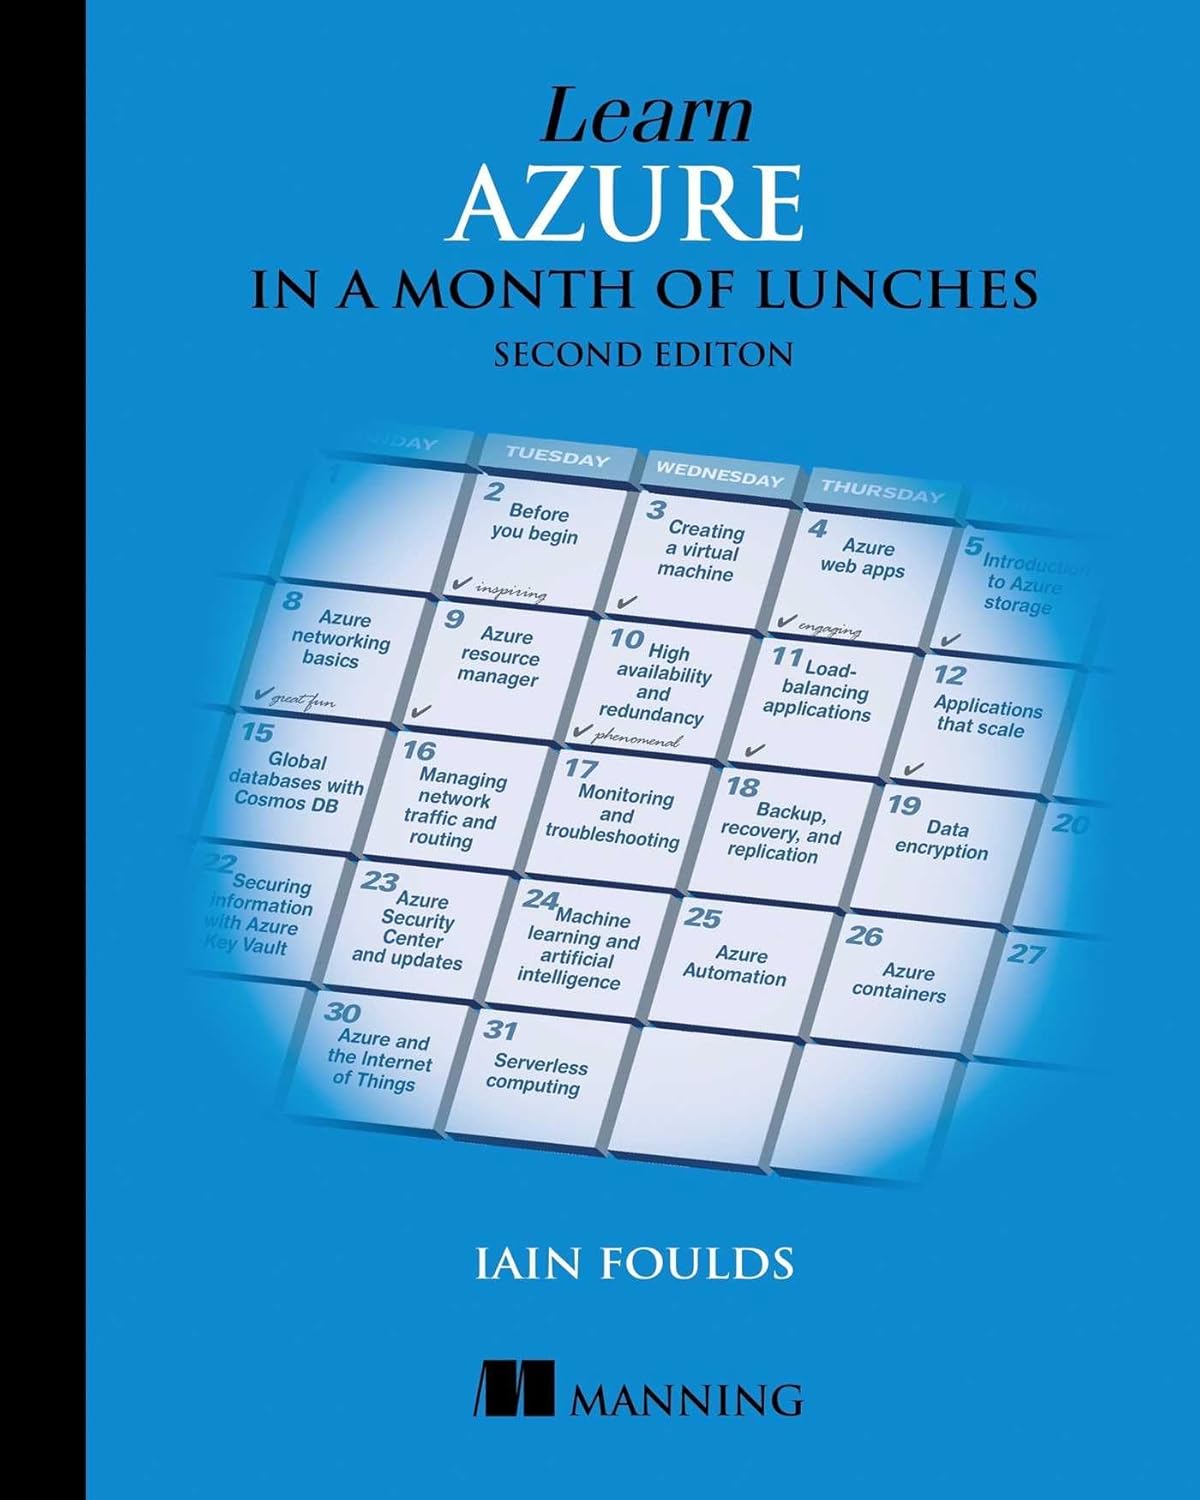 Learn
AZURE
IN A MONTH OF LUNCHES
SECOND EDITON
TUESDAY
WEDNESDAY
THURSDAY
1
2
Before
you begin
✓ inspiring
3
Creating
a virtual
machine
✓
4
Azure
web apps
✓ engaging
5
Introduction
to Azure
storage
✓
8
Azure
networking
basics
✓ great fun
9
Azure
resource
manager
✓
10
High
availability
and
redundancy
✓ phenomenal
11
Load-
balancing
applications
✓
12
Applications
that scale
✓
15
Global
databases with
Cosmos DB
16
Managing
network
traffic and
routing
17
Monitoring
and
troubleshooting
18
Backup,
recovery, and
replication
19
Data
encryption
20
22
Securing
information
with Azure
Key Vault
23
Azure
Security
Center
and updates
24
Machine
learning and
artificial
intelligence
25
Azure
Automation
26
Azure
containers
27
30
Azure and
the Internet
of Things
31
Serverless
computing
IAIN FOULDS
MANNING